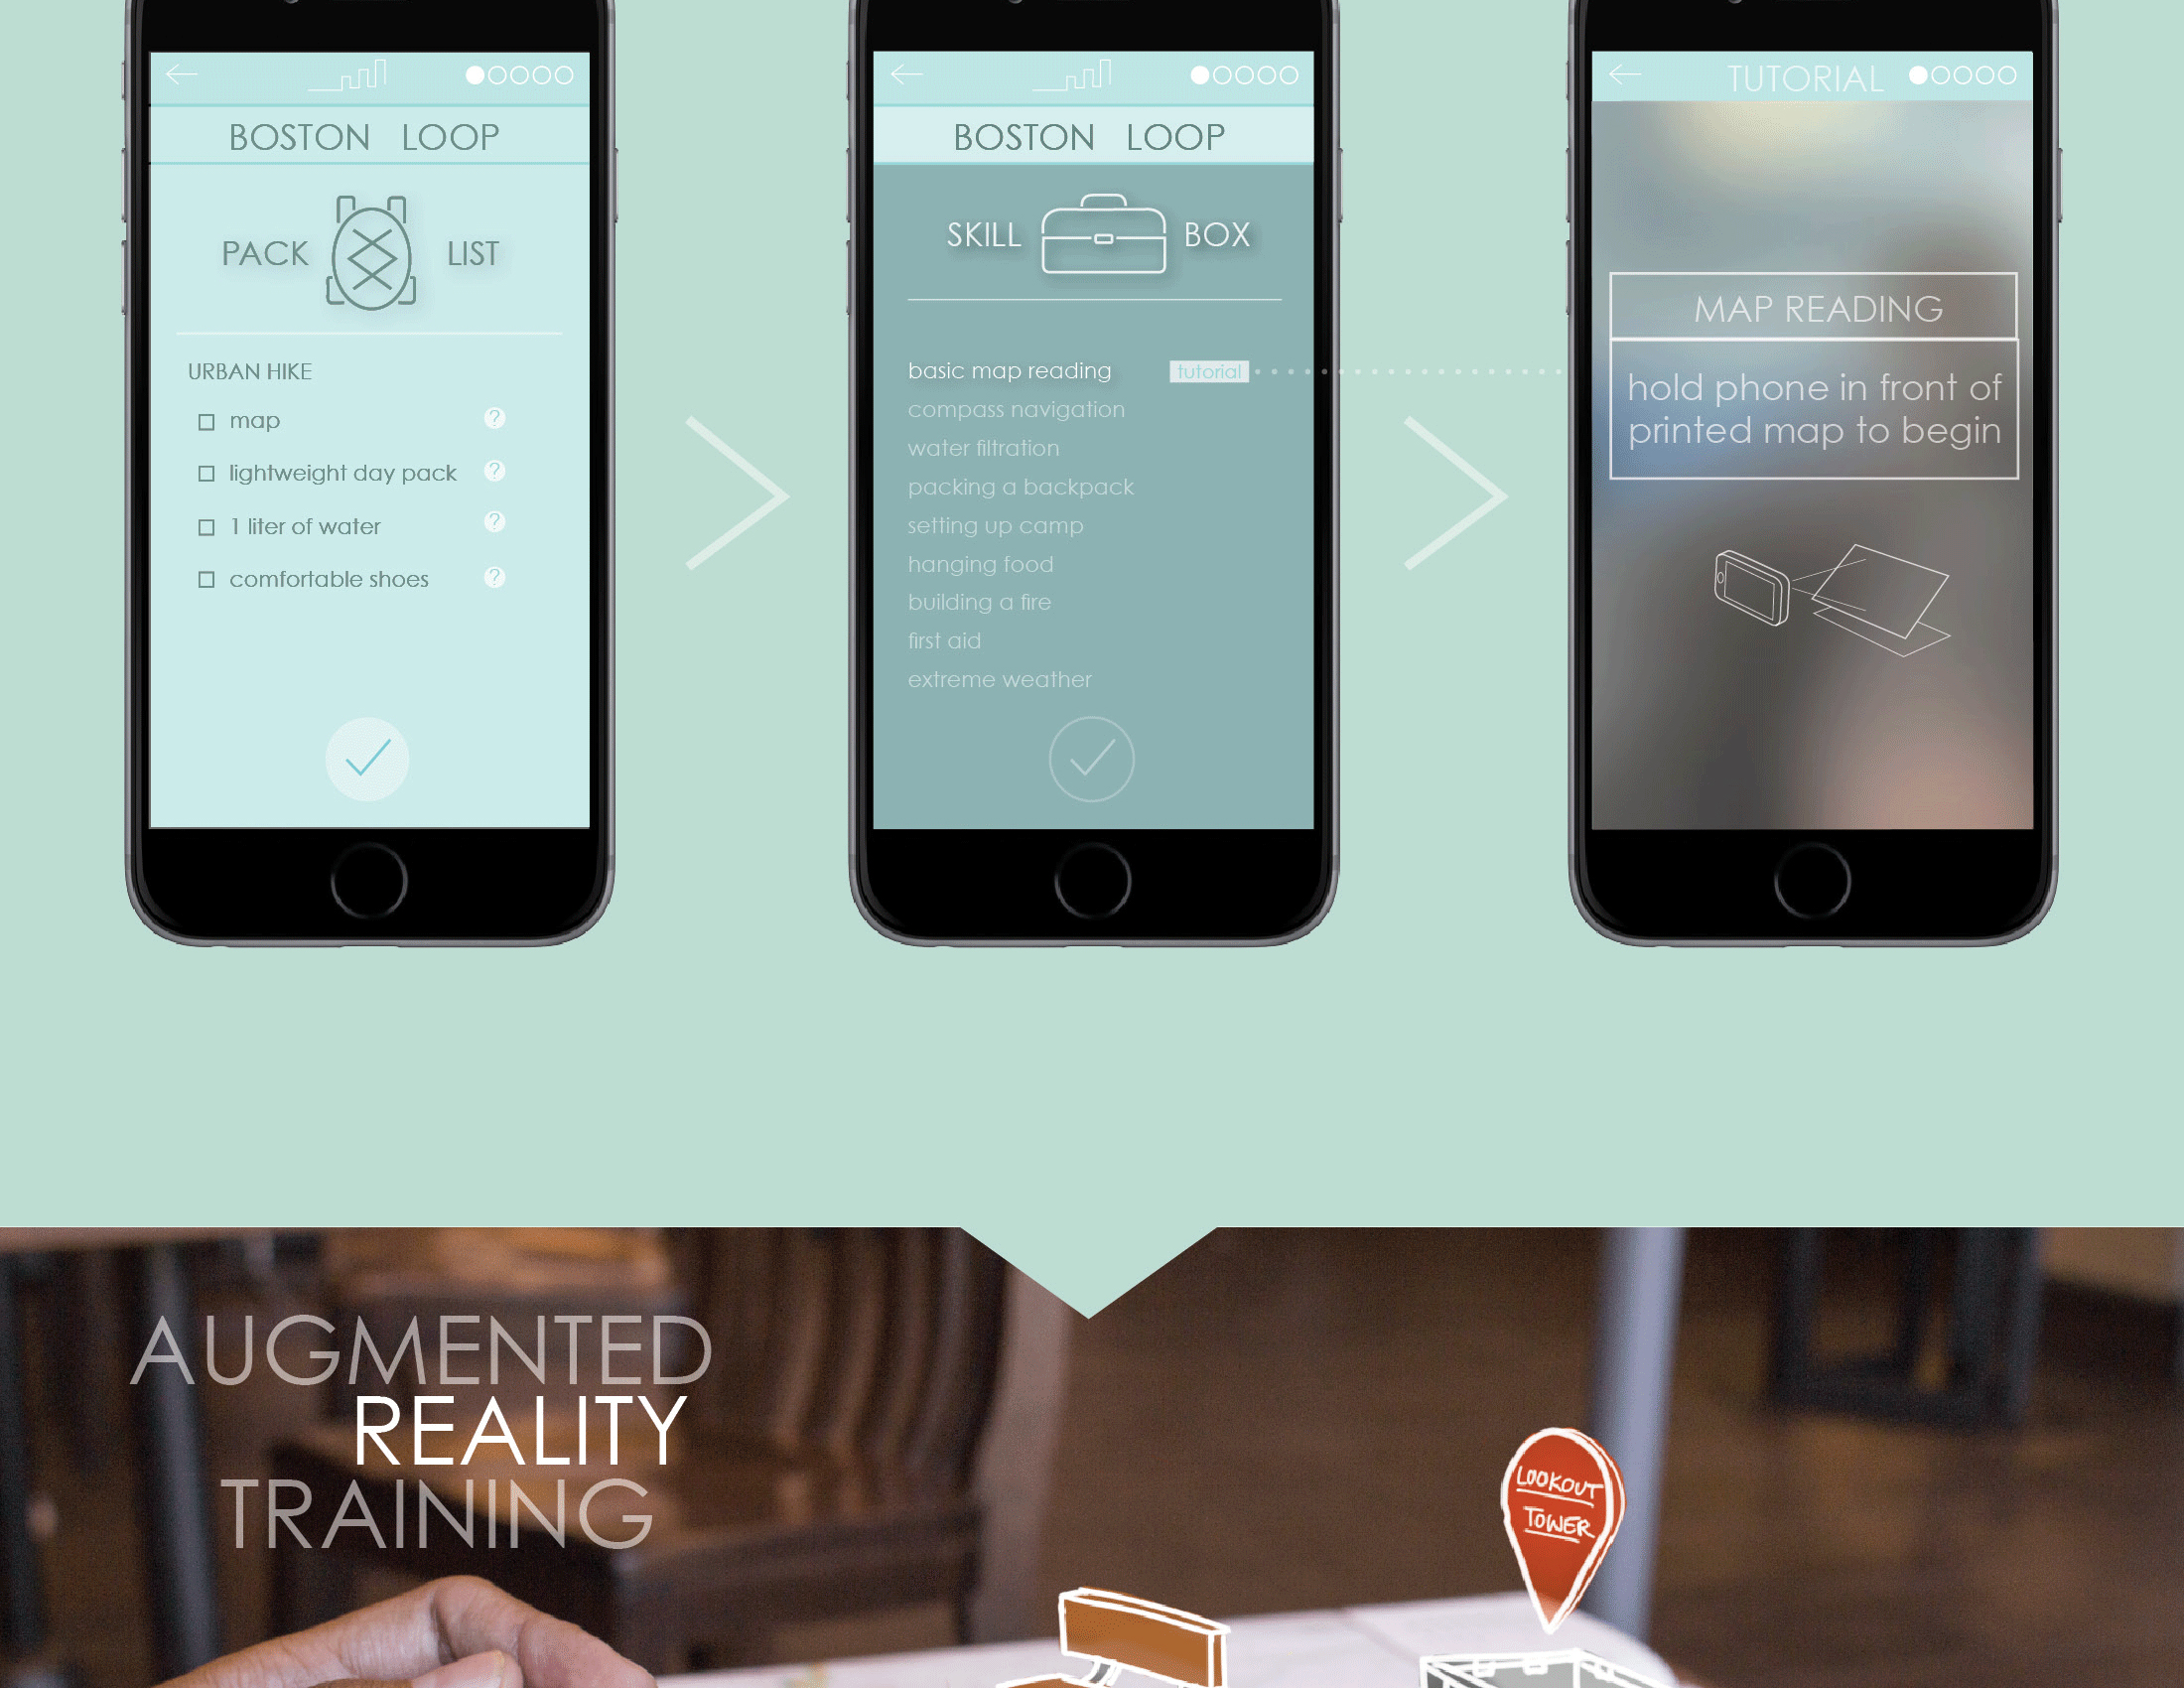 BOSTON LOOP
PACK LIST
URBAN HIKE
map ?
lightweight day pack ?
1 liter of water ?
comfortable shoes ?
BOSTON LOOP
SKILL BOX
basic map reading tutorial
compass navigation
water filtration
packing a backpack
setting up camp
hanging food
building a fire
first aid
extreme weather
TUTORIAL
MAP READING
hold phone in front of
printed map to begin
AUGMENTED
REALITY
TRAINING
LOOKOUT
TOWER